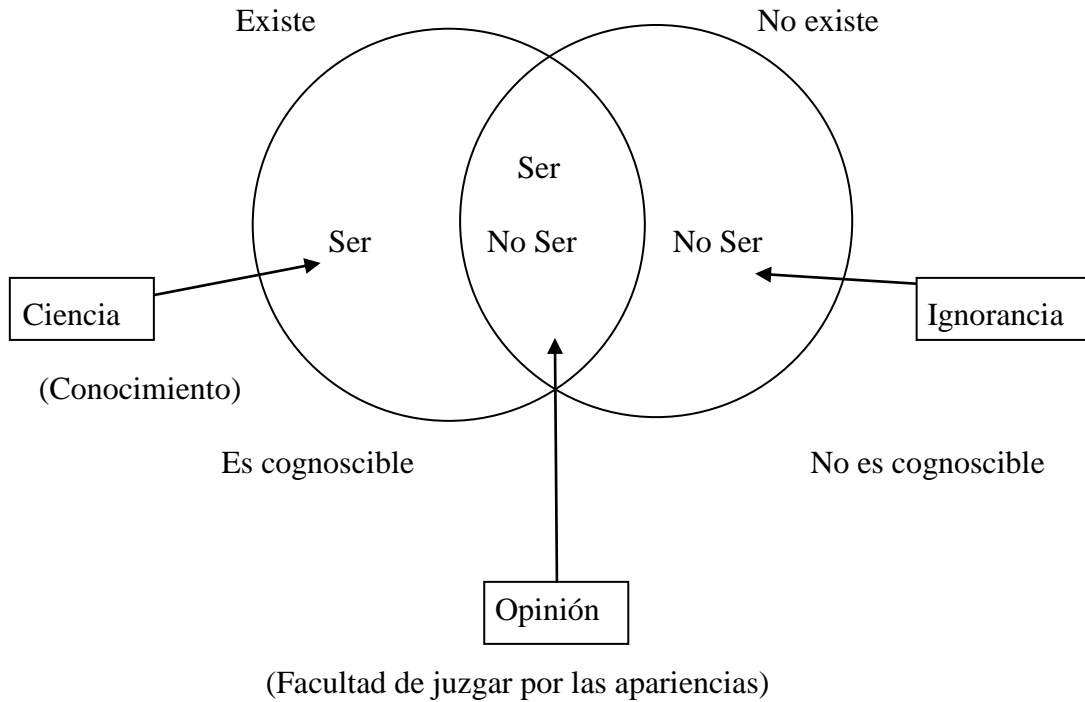 Existe
No existe
Ser
Ser
No Ser
No Ser
Ciencia
Ignorancia
(Conocimiento)
Es cognoscible
No es cognoscible
Opinión
(Facultad de juzgar por las apariencias)